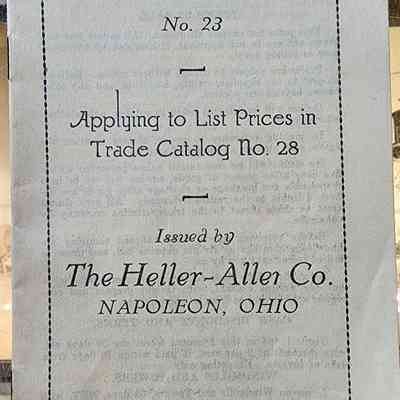 No. 23
Applying to List Prices in
Trade Catalog No. 28
Issued by
The Heller-Aller Co.
NAPOLEON, OHIO